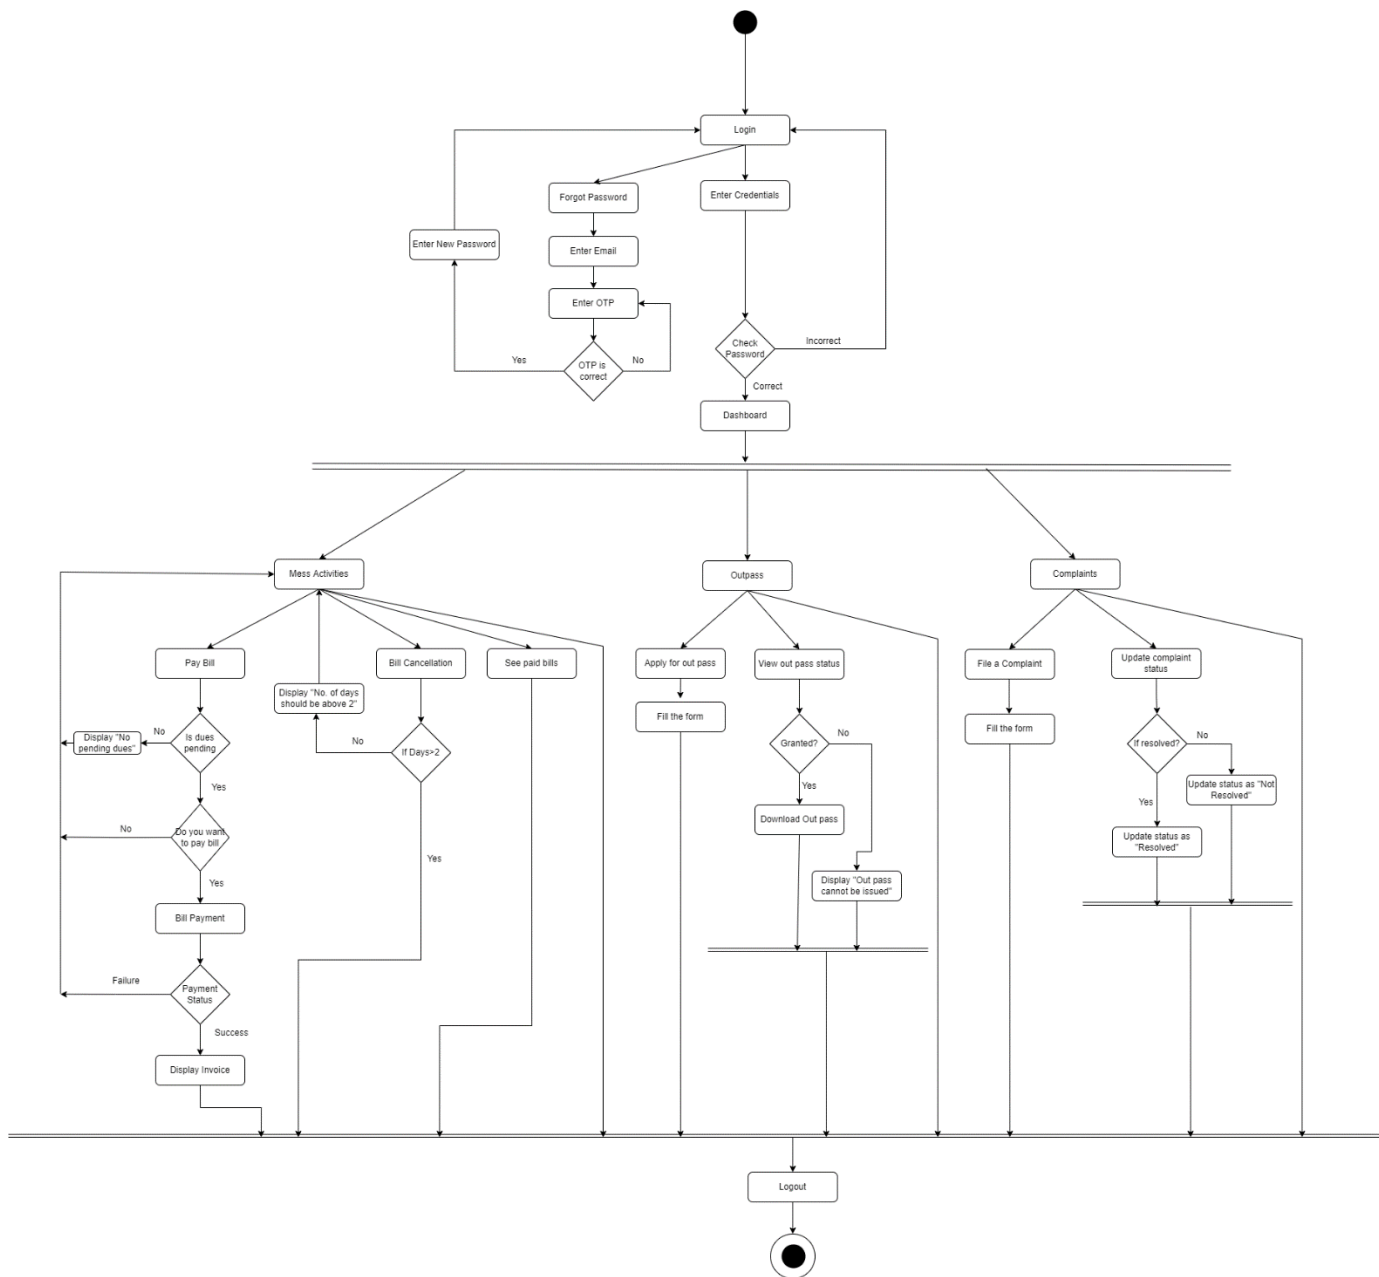 Login
Forgot Password
Enter Credentials
Enter New Password
Enter Email
Enter OTP
Check
Password
Incorrect
Yes
OTP is
correct
No
Correct
Dashboard
Mess Activities
Outpass
Complaints
Pay Bill
Bill Cancellation
See paid bills
Apply for out pass
View out pass status
File a Complaint
Update complaint
status
Display "No. of days
should be above 2"
Fill the form
Fill the form
Display "No
pending dues"
No
Is dues
pending
No
If Days>2
Granted?
No
If resolved?
No
Yes
Yes
Update status as "Not
Resolved"
Yes
Do you want
to pay bill
No
Download Out pass
Update status as
"Resolved"
Yes
Yes
Display "Out pass
cannot be issued"
Bill Payment
Failure
Payment
Status
Success
Display Invoice
Logout